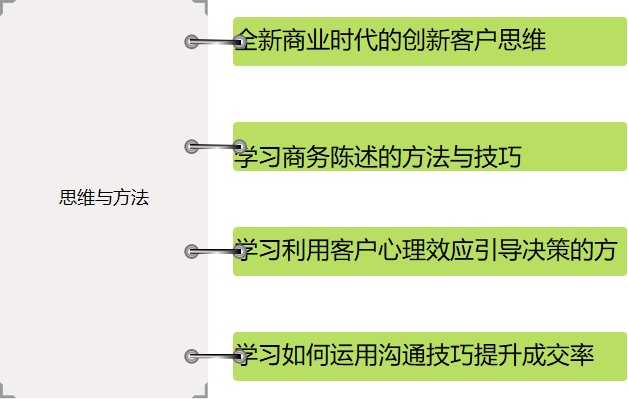 全新商业时代的创新客户思维
学习商务陈述的方法与技巧
思维与方法
学习利用客户心理效应引导决策的方
学习如何运用沟通技巧提升成交率